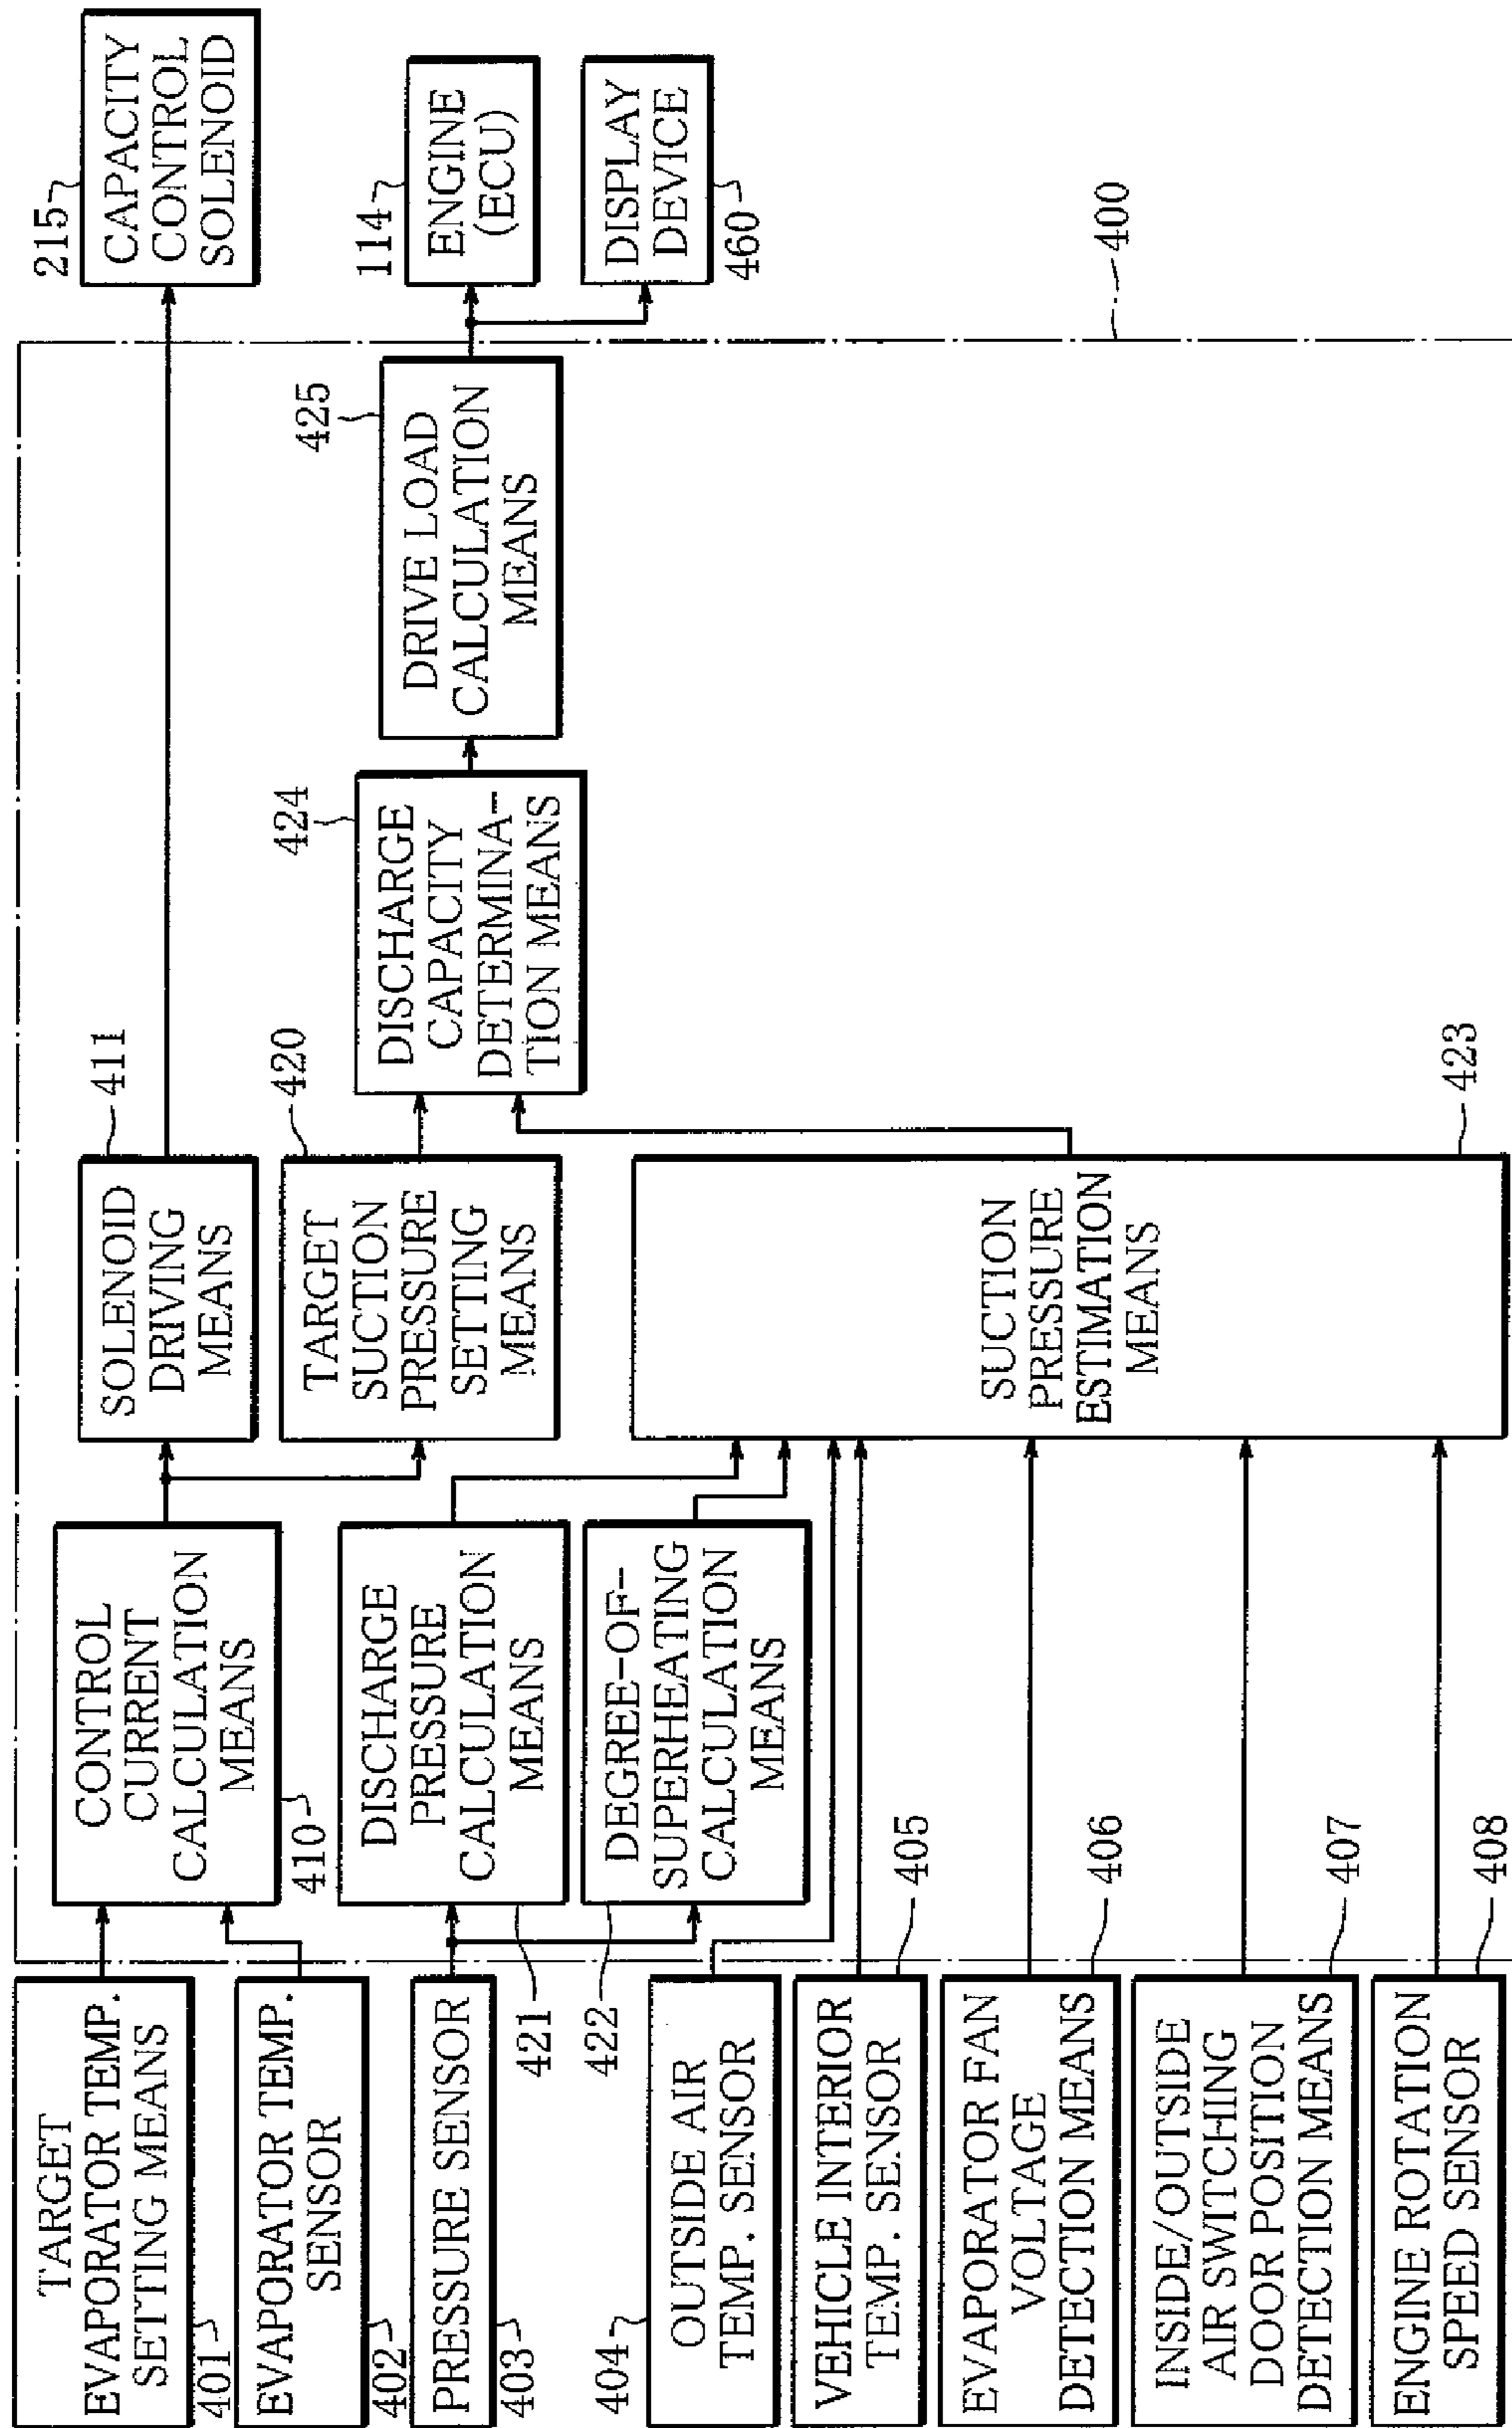 TARGET
EVAPORATOR TEMP.
SETTING MEANS
401
EVAPORATOR TEMP.
SENSOR
402
PRESSURE SENSOR
403
OUTSIDE AIR
TEMP. SENSOR
404
VEHICLE INTERIOR
TEMP. SENSOR
405
EVAPORATOR FAN
VOLTAGE
DETECTION MEANS
406
INSIDE/OUTSIDE
AIR SWITCHING
DOOR POSITION
DETECTION MEANS
407
ENGINE ROTATION
SPEED SENSOR
408
CONTROL
CURRENT
CALCULATION
MEANS
410
DISCHARGE
PRESSURE
CALCULATION
MEANS
421
DEGREE-OF-
SUPERHEATING
CALCULATION
MEANS
422
SOLENOID
DRIVING
MEANS
411
TARGET
SUCTION
PRESSURE
SETTING
MEANS
420
SUCTION
PRESSURE
ESTIMATION
MEANS
423
DISCHARGE
CAPACITY
DETERMINA-
TION MEANS
424
DRIVE LOAD
CALCULATION
MEANS
425
CAPACITY
CONTROL
SOLENOID
215
ENGINE
(ECU)
114
DISPLAY
DEVICE
460
400